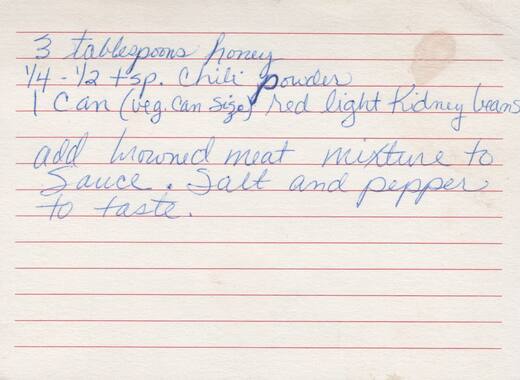 3 tablespoons honey
1/4 - 1/2 tsp. chili powder
1 can (veg. can size) red light kidney beans
add browned meat mixture to
sauce. Salt and pepper
to taste.